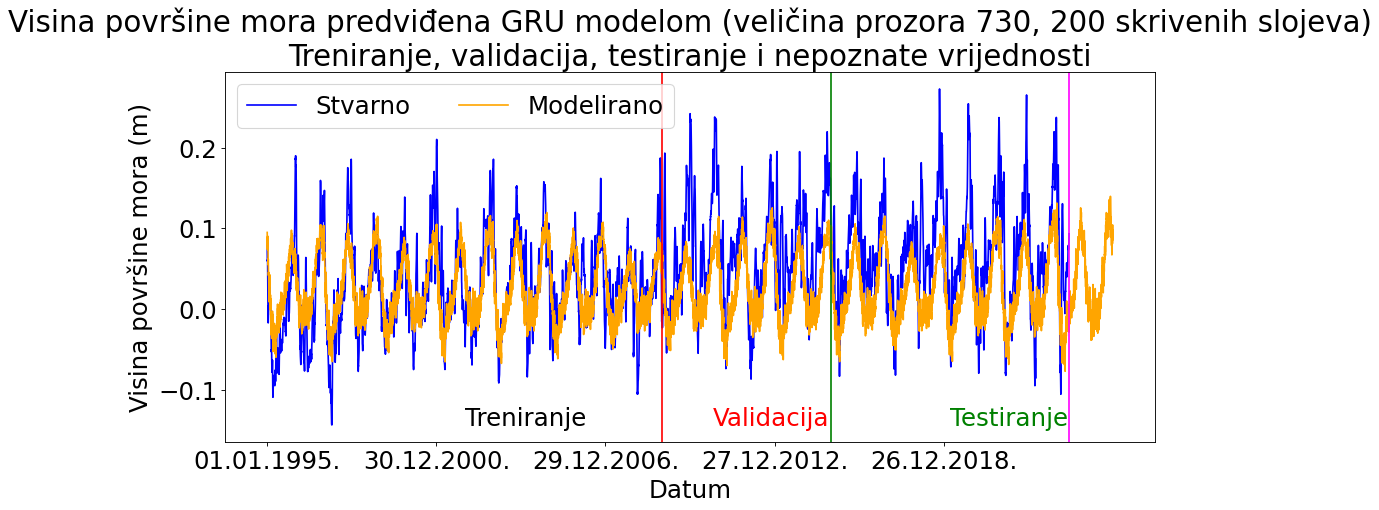 Visina površine mora predviđena GRU modelom (veličina prozora 730, 200 skrivenih slojeva)
Treniranje, validacija, testiranje i nepoznate vrijednosti
Stvarno
Modelirano
Visina površine mora (m)
0.2
0.1
0.0
−0.1
Treniranje
Validacija
Testiranje
01.01.1995.
30.12.2000.
29.12.2006.
27.12.2012.
26.12.2018.
Datum